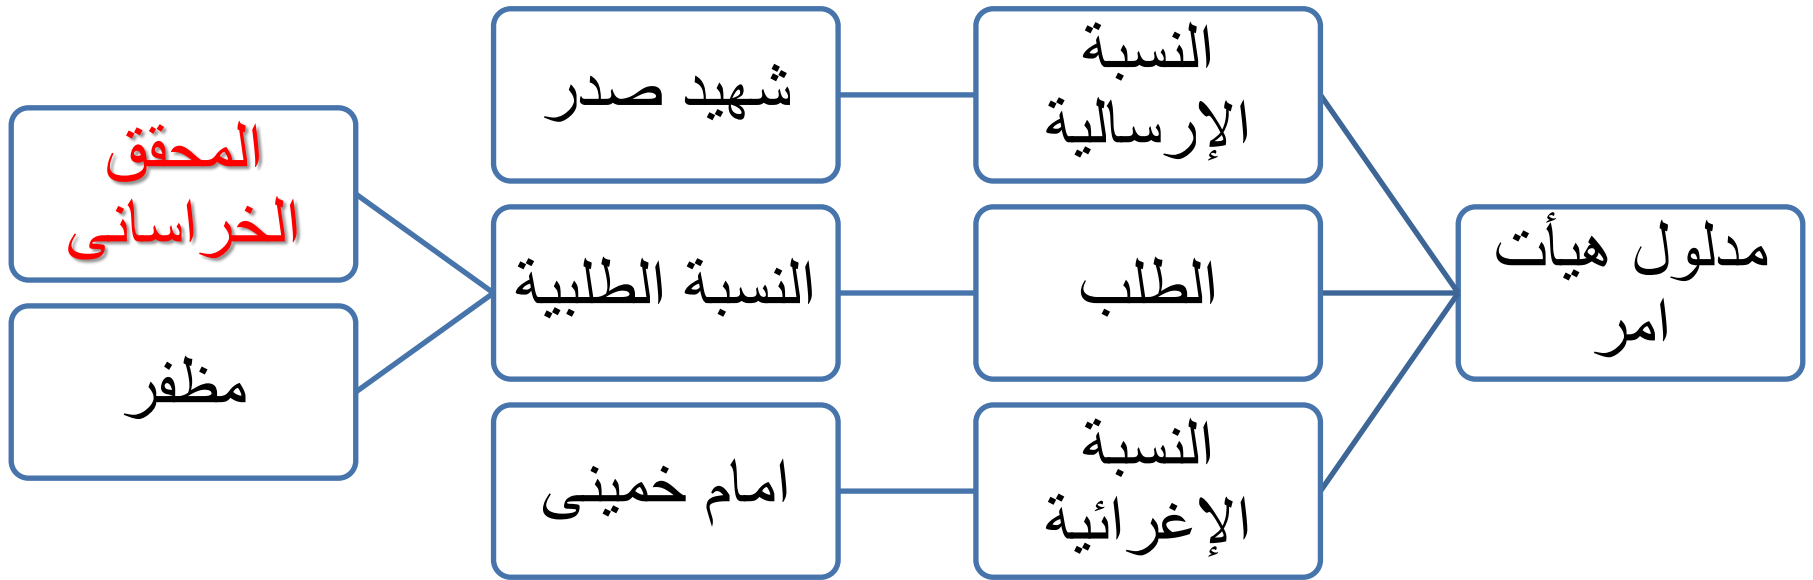 مدلول هيأت
امر
النسبة
الإرسالية
شهيد صدر
الطلب
النسبة الطلبية
المحقق
الخراسانى
مظفر
النسبة
الإغرائية
امام خمينى